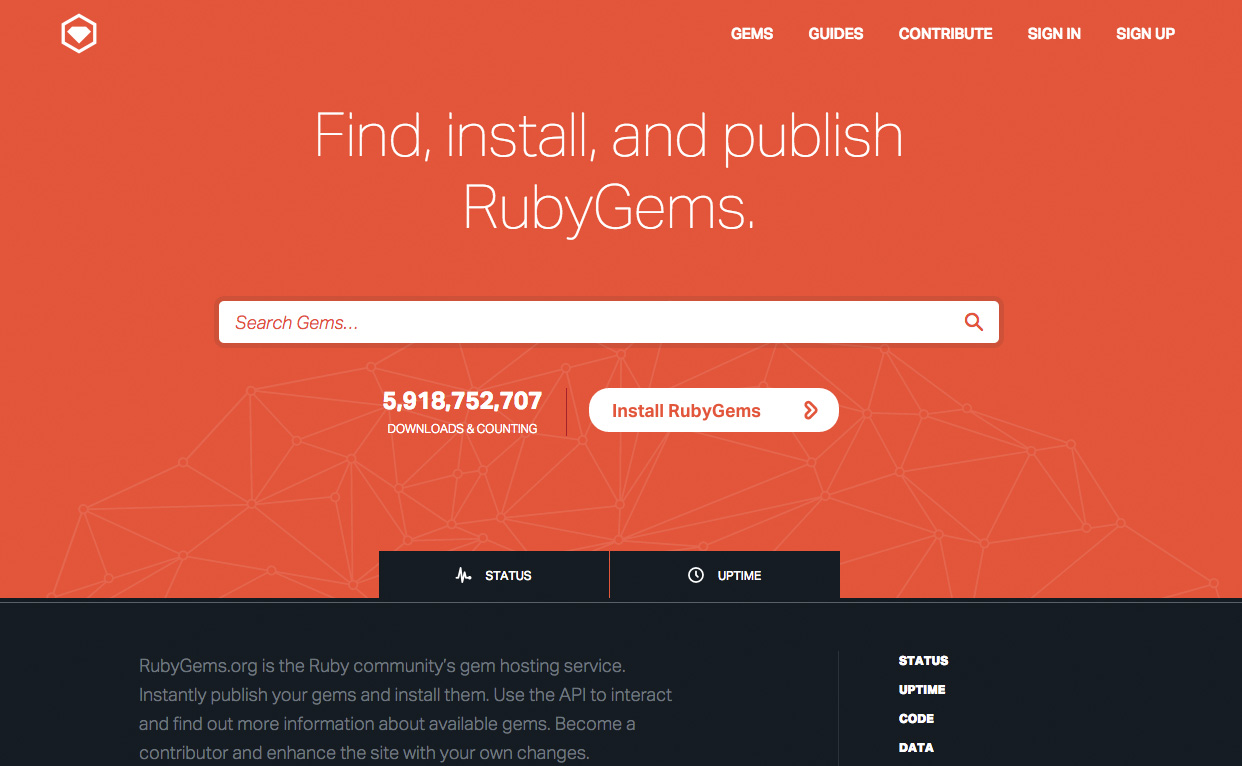 GEMS GUIDES CONTRIBUTE SIGN IN SIGN UP
Find, install, and publish
RubyGems.
Search Gems...
5,918,752,707
DOWNLOADS & COUNTING
Install RubyGems
STATUS
UPTIME
RubyGems.org is the Ruby community's gem hosting service.
Instantly publish your gems and install them. Use the API to interact
and find out more information about available gems. Become a
contributor and enhance the site with your own changes.
STATUS
UPTIME
CODE
DATA